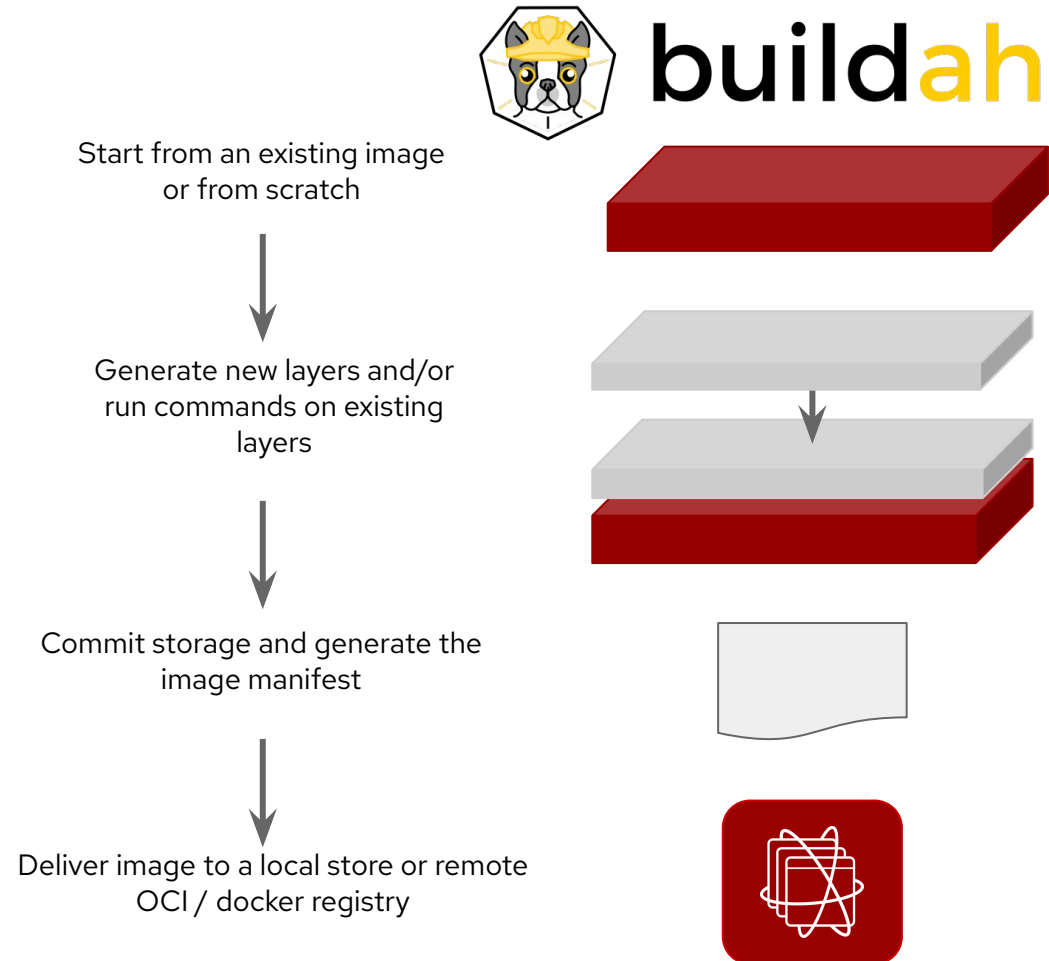 buildah
Start from an existing image
or from scratch
Generate new layers and/or
run commands on existing
layers
Commit storage and generate the
image manifest
Deliver image to a local store or remote
OCI / docker registry